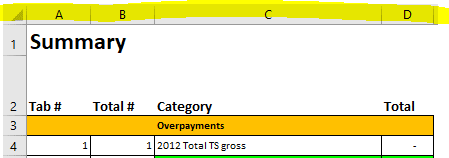 A B C D
1 Summary
2 Tab # Total # Category Total
3 Overpayments
4 1 1 2012 Total TS gross -